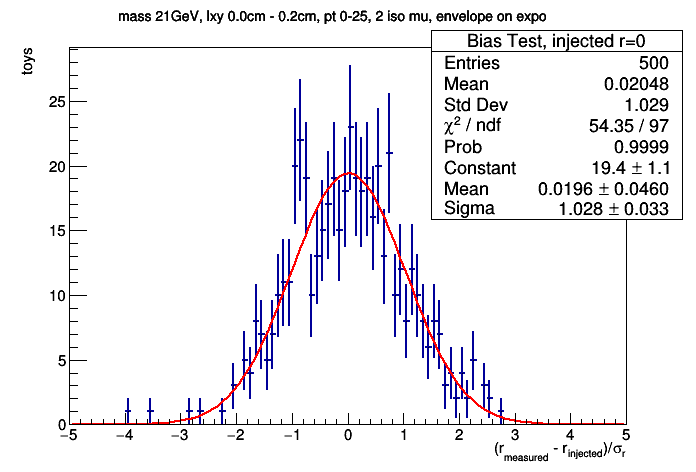 mass 21GeV, lxy 0.0cm - 0.2cm, pt 0-25, 2 iso mu, envelope on expo
Bias Test, injected r=0
Entries 500
Mean 0.02048
Std Dev 1.029
χ² / ndf 54.35 / 97
Prob 0.9999
Constant 19.4 ± 1.1
Mean 0.0196 ± 0.0460
Sigma 1.028 ± 0.033
toys
25
20
15
10
5
0
−5 −4 −3 −2 −1 0 1 2 3 4 5
(r_measured - r_injected)/σ_r